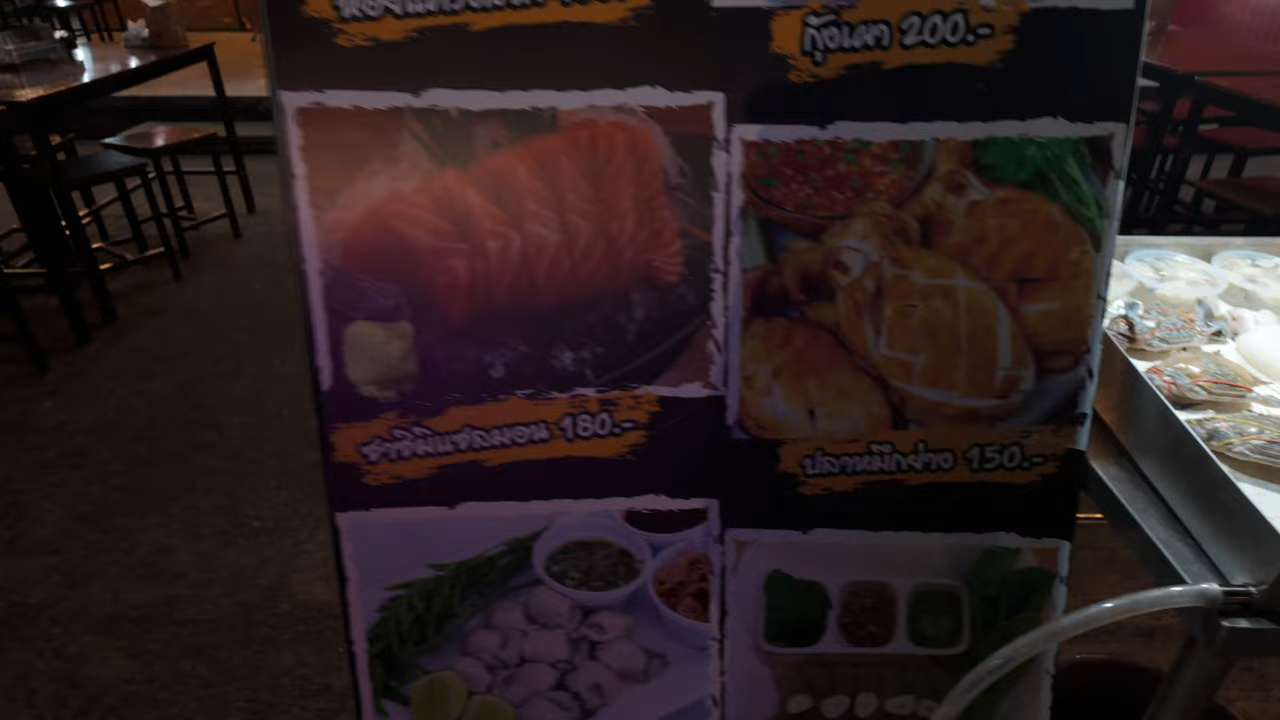 กุ้งเผา 200.-
ซาซิมิแซลมอน 180.-
ปลาหมึกย่าง 150.-